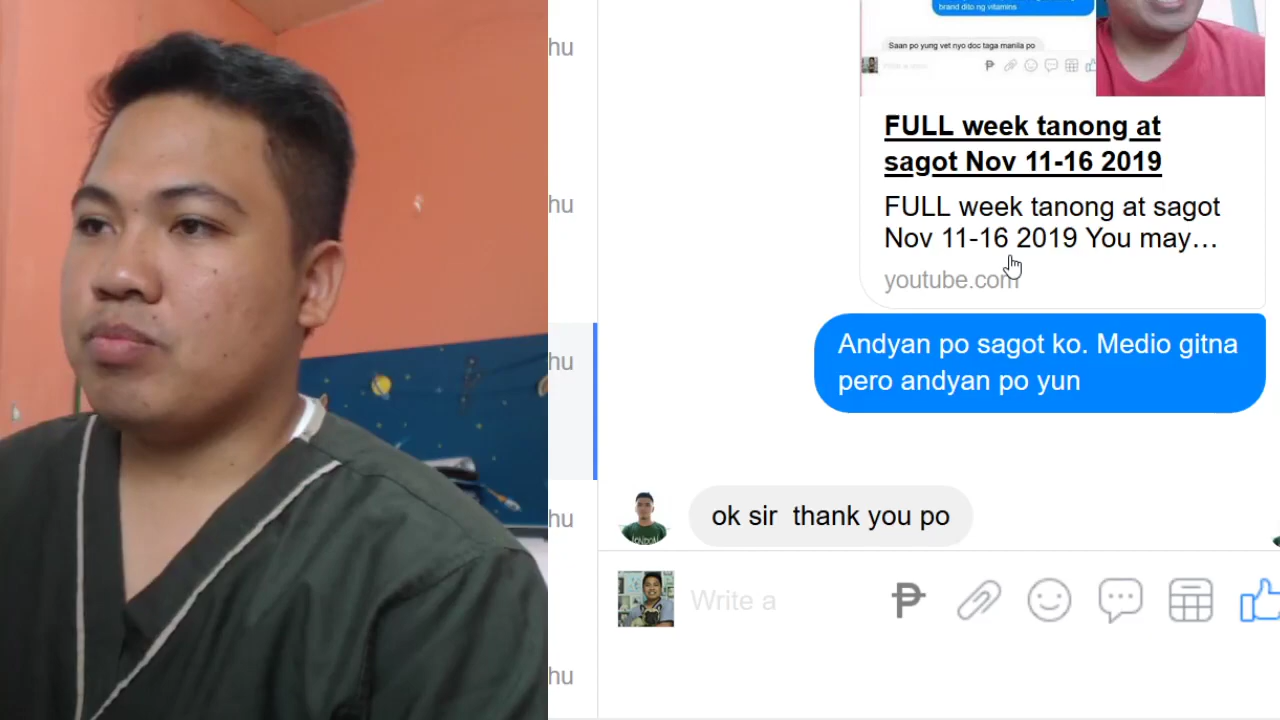 brand dito ng vitamins
Saan po yung vet nyo doc taga manila po
FULL week tanong at
sagot Nov 11-16 2019
FULL week tanong at sagot
Nov 11-16 2019 You may...
youtube.com
Andyan po sagot ko. Medio gitna
pero andyan po yun
ok sir thank you po
Write a
hu
hu
hu
hu
hu